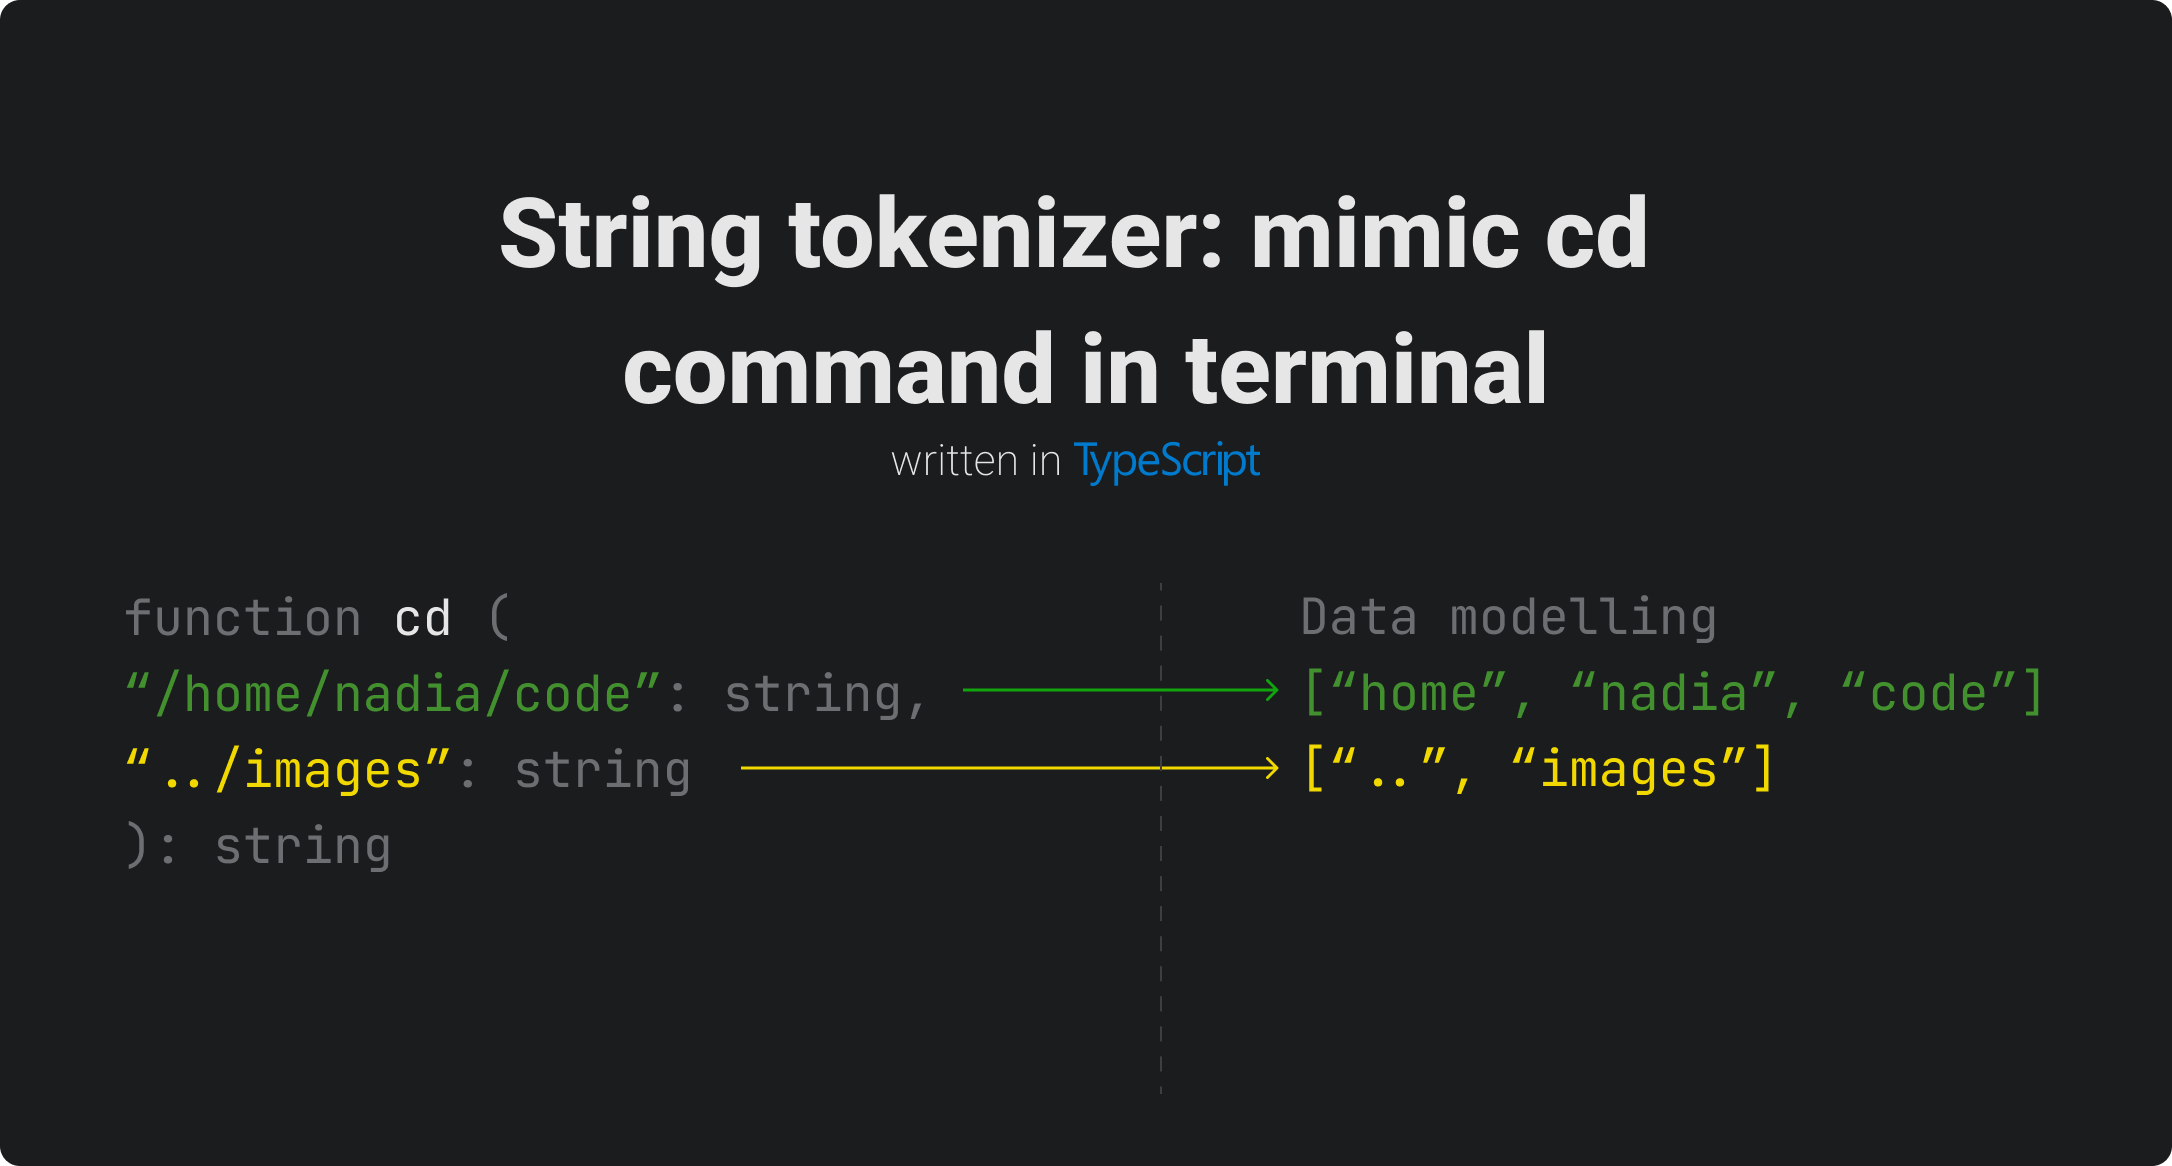 String tokenizer: mimic cd
command in terminal
written in TypeScript
function cd (
“/home/nadia/code”: string,
“../images”: string
): string
Data modelling
[“home”, “nadia”, “code”]
[“..”, “images”]